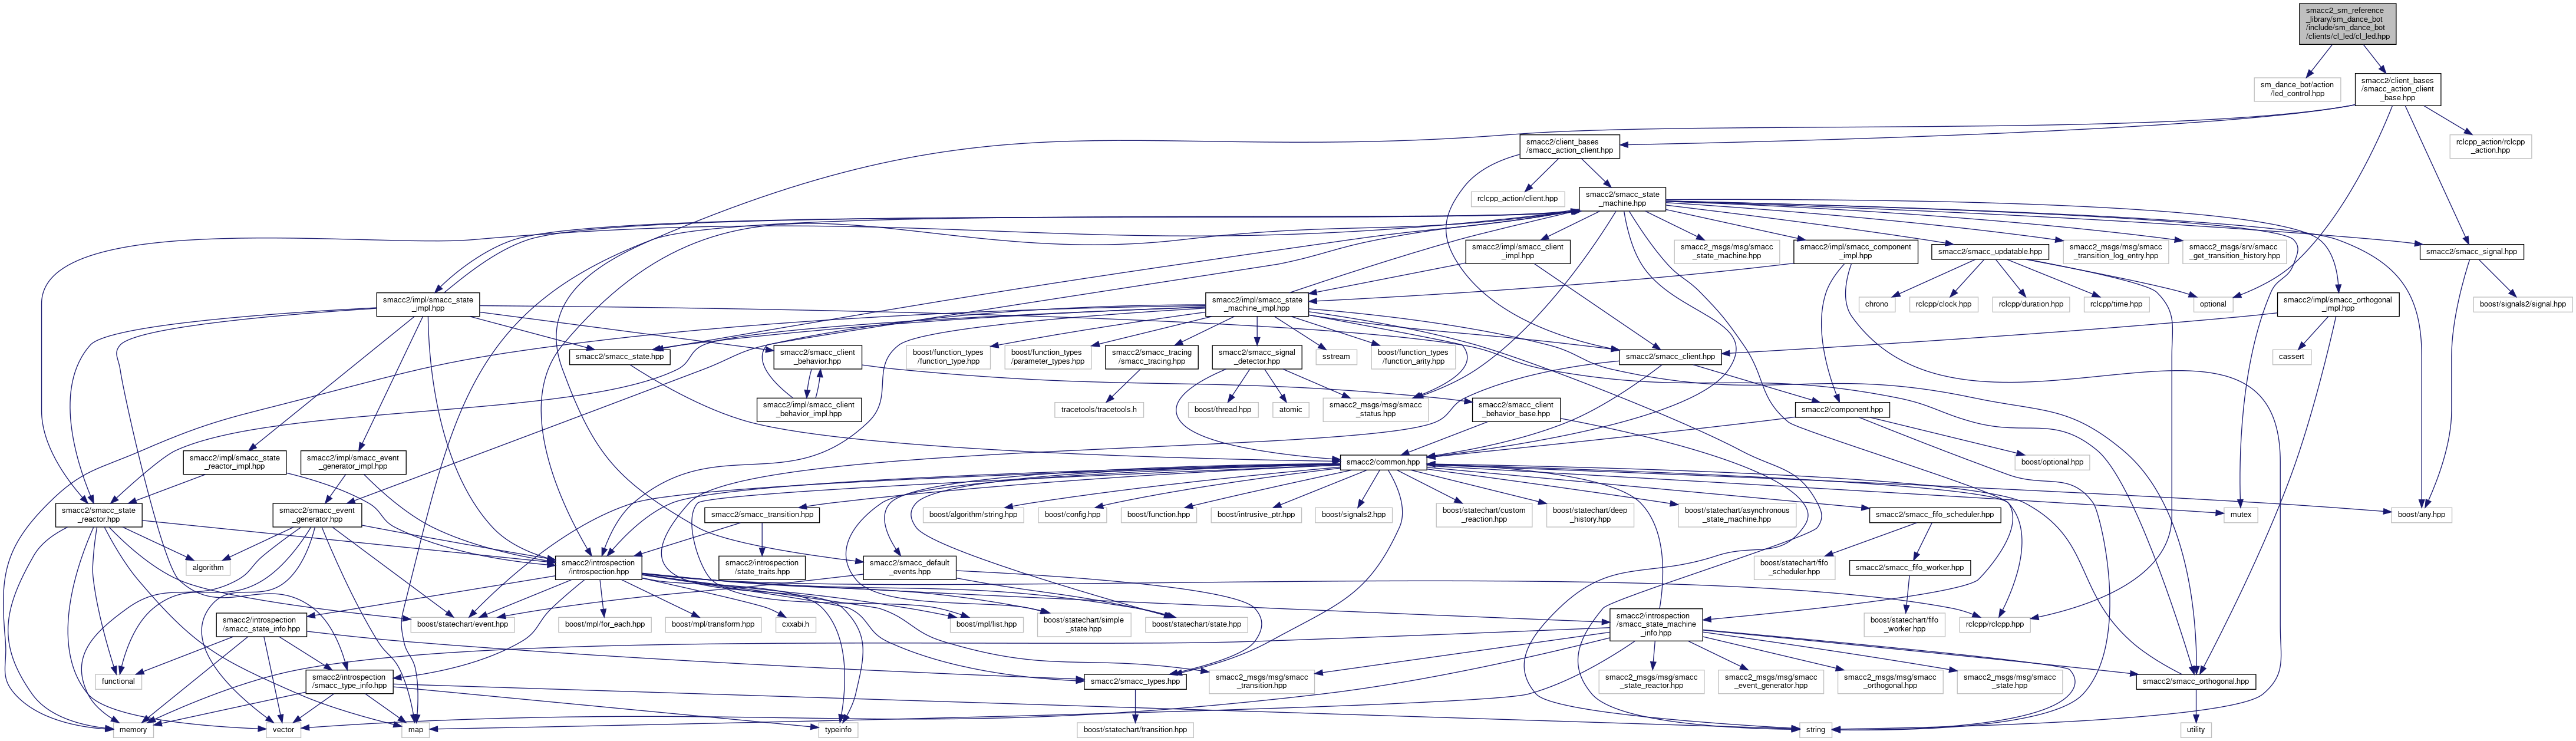 smacc2_sm_reference
_library/sm_dance_bot
/include/sm_dance_bot
/clients/cl_led/cl_led.hpp
sm_dance_bot/action
/led_control.hpp
smacc2/client_bases
/smacc_action_client
_base.hpp
smacc2/client_bases
/smacc_action_client.hpp
rclcpp_action/rclcpp
_action.hpp
rclcpp_action/client.hpp
smacc2/smacc_state
_machine.hpp
smacc2/impl/smacc_client
_impl.hpp
smacc2_msgs/msg/smacc
_state_machine.hpp
smacc2/impl/smacc_component
_impl.hpp
smacc2/smacc_updatable.hpp
smacc2_msgs/msg/smacc
_transition_log_entry.hpp
smacc2_msgs/srv/smacc
_get_transition_history.hpp
smacc2/smacc_signal.hpp
smacc2/impl/smacc_state
_impl.hpp
smacc2/impl/smacc_state
_machine_impl.hpp
chrono
rclcpp/clock.hpp
rclcpp/duration.hpp
rclcpp/time.hpp
optional
smacc2/impl/smacc_orthogonal
_impl.hpp
boost/signals2/signal.hpp
smacc2/smacc_state.hpp
smacc2/smacc_client
_behavior.hpp
boost/function_types
/function_type.hpp
boost/function_types
/parameter_types.hpp
smacc2/smacc_tracing
/smacc_tracing.hpp
smacc2/smacc_signal
_detector.hpp
sstream
boost/function_types
/function_arity.hpp
smacc2/smacc_client.hpp
cassert
smacc2/impl/smacc_client
_behavior_impl.hpp
tracetools/tracetools.h
boost/thread.hpp
atomic
smacc2_msgs/msg/smacc
_status.hpp
smacc2/smacc_client
_behavior_base.hpp
smacc2/component.hpp
smacc2/impl/smacc_state
_reactor_impl.hpp
smacc2/impl/smacc_event
_generator_impl.hpp
smacc2/common.hpp
boost/optional.hpp
smacc2/smacc_state
_reactor.hpp
smacc2/smacc_event
_generator.hpp
smacc2/smacc_transition.hpp
boost/algorithm/string.hpp
boost/config.hpp
boost/function.hpp
boost/intrusive_ptr.hpp
boost/signals2.hpp
boost/statechart/custom
_reaction.hpp
boost/statechart/deep
_history.hpp
boost/statechart/asynchronous
_state_machine.hpp
smacc2/smacc_fifo_scheduler.hpp
mutex
boost/any.hpp
algorithm
smacc2/introspection
/introspection.hpp
smacc2/introspection
/state_traits.hpp
smacc2/smacc_default
_events.hpp
boost/statechart/fifo
_scheduler.hpp
smacc2/smacc_fifo_worker.hpp
smacc2/introspection
/smacc_state_info.hpp
boost/statechart/event.hpp
boost/mpl/for_each.hpp
boost/mpl/transform.hpp
cxxabi.h
boost/mpl/list.hpp
boost/statechart/simple
_state.hpp
boost/statechart/state.hpp
smacc2/introspection
/smacc_state_machine
_info.hpp
boost/statechart/fifo
_worker.hpp
rclcpp/rclcpp.hpp
functional
smacc2/introspection
/smacc_type_info.hpp
smacc2/smacc_types.hpp
smacc2_msgs/msg/smacc
_transition.hpp
smacc2_msgs/msg/smacc
_state_reactor.hpp
smacc2_msgs/msg/smacc
_event_generator.hpp
smacc2_msgs/msg/smacc
_orthogonal.hpp
smacc2_msgs/msg/smacc
_state.hpp
smacc2/smacc_orthogonal.hpp
memory
vector
map
typeinfo
boost/statechart/transition.hpp
string
utility